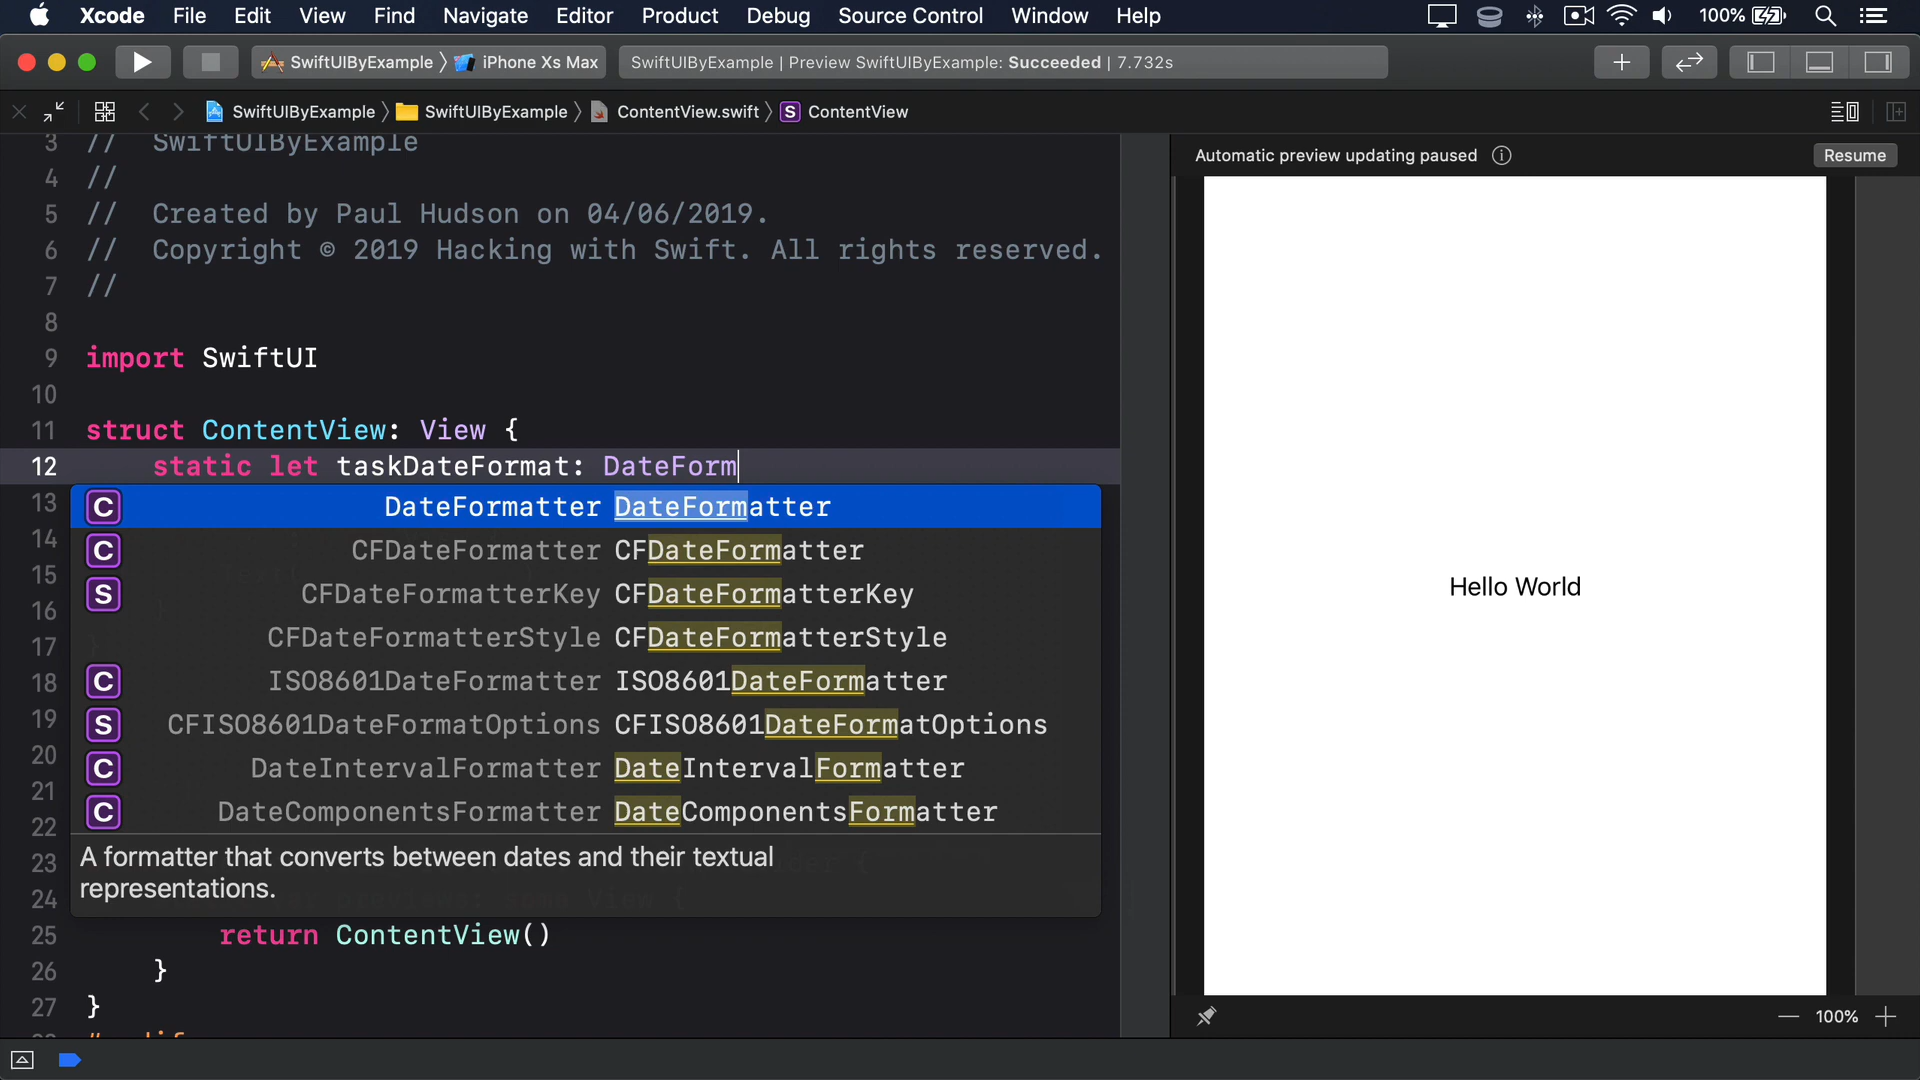 Xcode File Edit View Find Navigate Editor Product Debug Source Control Window Help 100%
SwiftUIByExample iPhone Xs Max SwiftUIByExample | Preview SwiftUIByExample: Succeeded | 7.732s
SwiftUIByExample SwiftUIByExample ContentView.swift S ContentView
Automatic preview updating paused Resume
3 // SwiftUIByExample
4 //
5 // Created by Paul Hudson on 04/06/2019.
6 // Copyright © 2019 Hacking with Swift. All rights reserved.
7 //
8
9 import SwiftUI
10
11 struct ContentView: View {
12 static let taskDateFormat: DateForm
13 C DateFormatter DateFormatter
14 C CFDateFormatter CFDateFormatter
15 S CFDateFormatterKey CFDateFormatterKey
16
17 CFDateFormatterStyle CFDateFormatterStyle
18 C ISO8601DateFormatter ISO8601DateFormatter
19 S CFISO8601DateFormatOptions CFISO8601DateFormatOptions
20 C DateIntervalFormatter DateIntervalFormatter
21
22 C DateComponentsFormatter DateComponentsFormatter
23 A formatter that converts between dates and their textual
24 representations.
25 return ContentView()
26 }
27 }
Hello World
100%